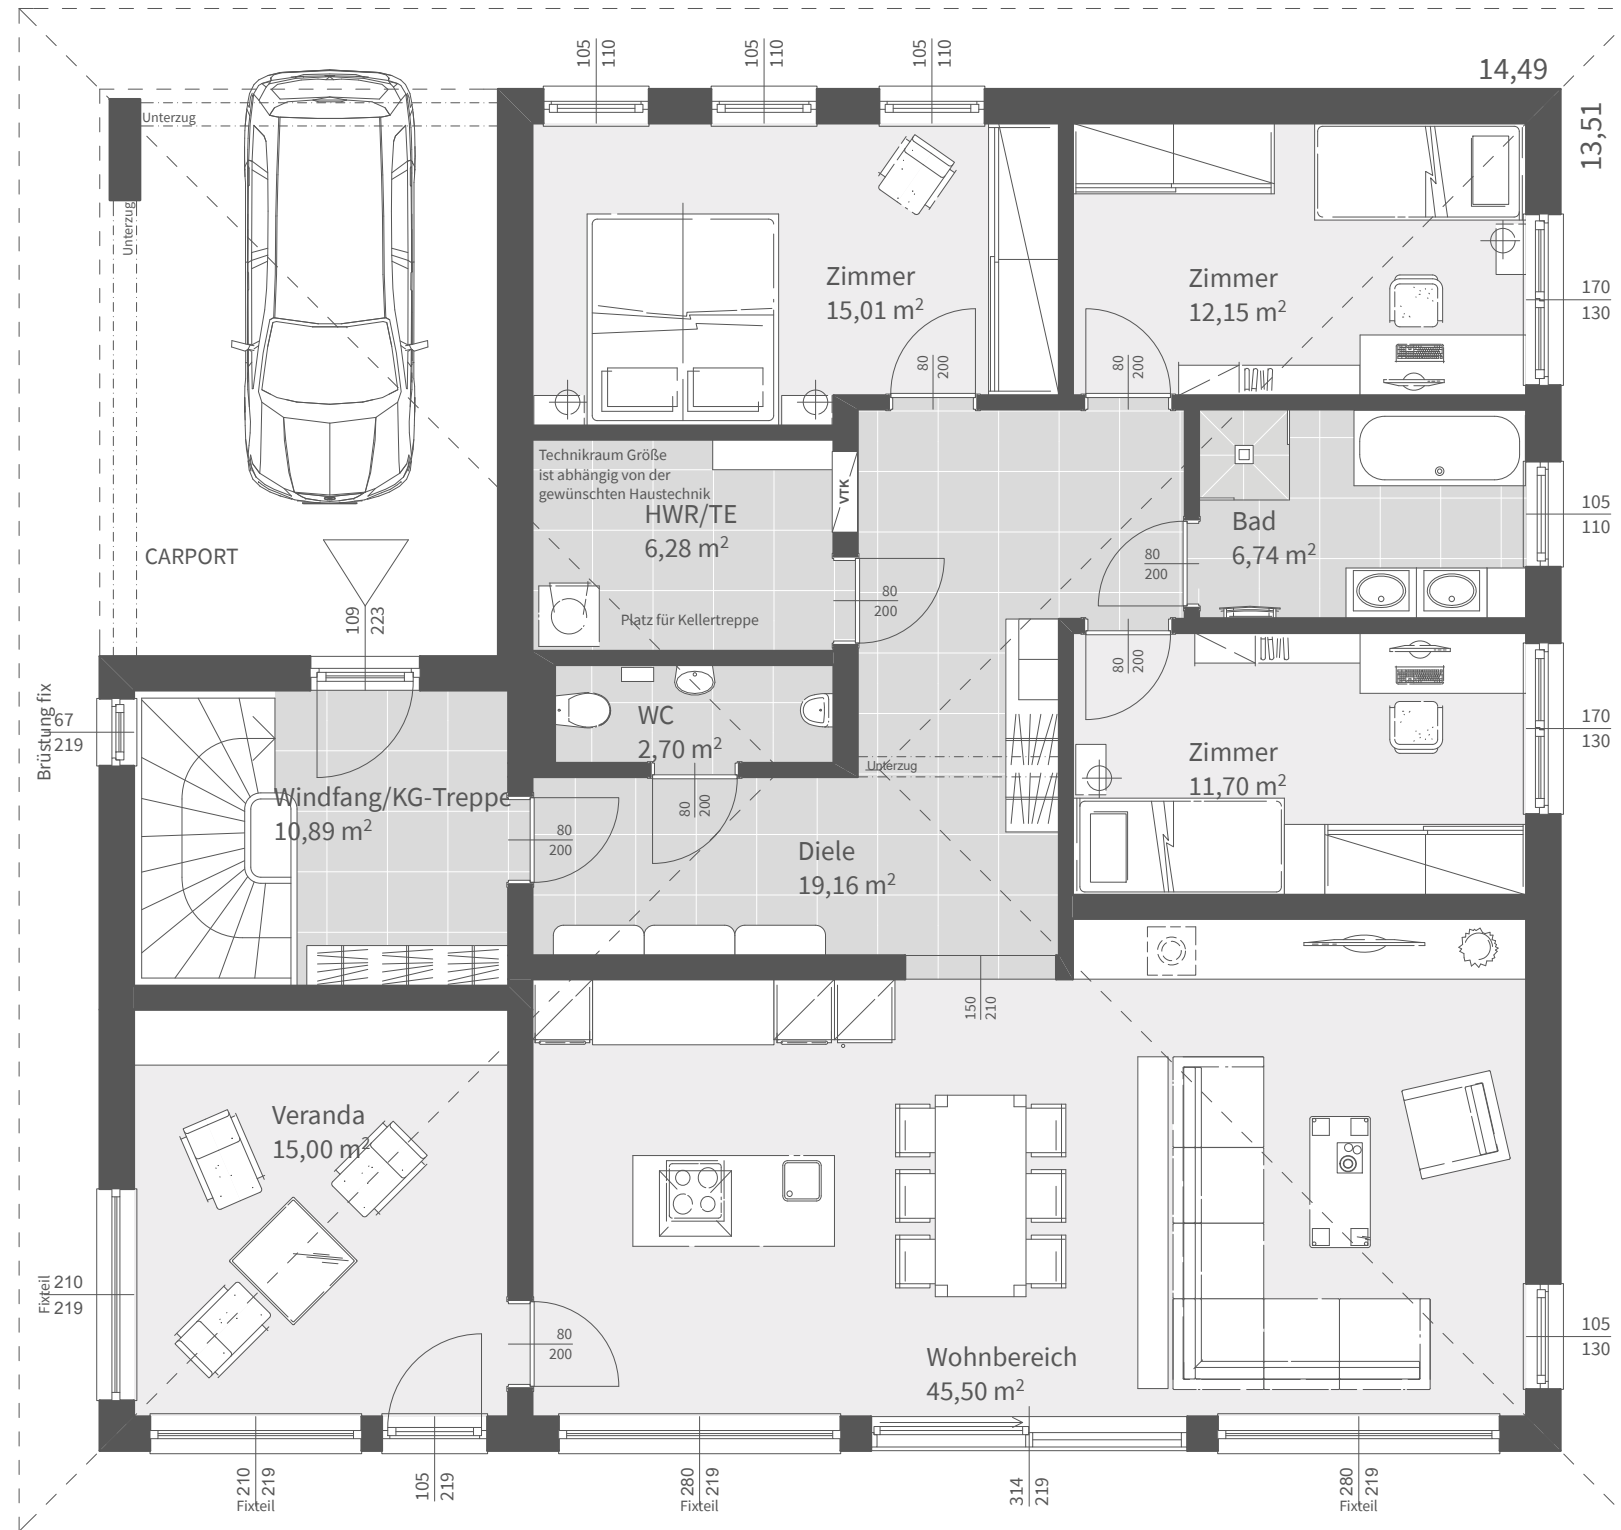 105
110
105
110
105
110
14,49
13,51
Unterzug
Unterzug
Zimmer
15,01 m²
Zimmer
12,15 m²
170
130
80
200
80
200
Technikraum Größe
ist abhängig von der
gewünschten Haustechnik
HWR/TE
6,28 m²
VTK
Bad
6,74 m²
105
110
CARPORT
80
200
80
200
Platz für Kellertreppe
109
223
80
200
Brüstung fix
67
219
WC
2,70 m²
170
130
Zimmer
11,70 m²
Unterzug
Windfang/KG-Treppe
10,89 m²
80
200
80
200
Diele
19,16 m²
150
210
Veranda
15,00 m²
Fixteil
210
219
80
200
Wohnbereich
45,50 m²
105
130
210
219
Fixteil
105
219
280
219
Fixteil
314
219
280
219
Fixteil